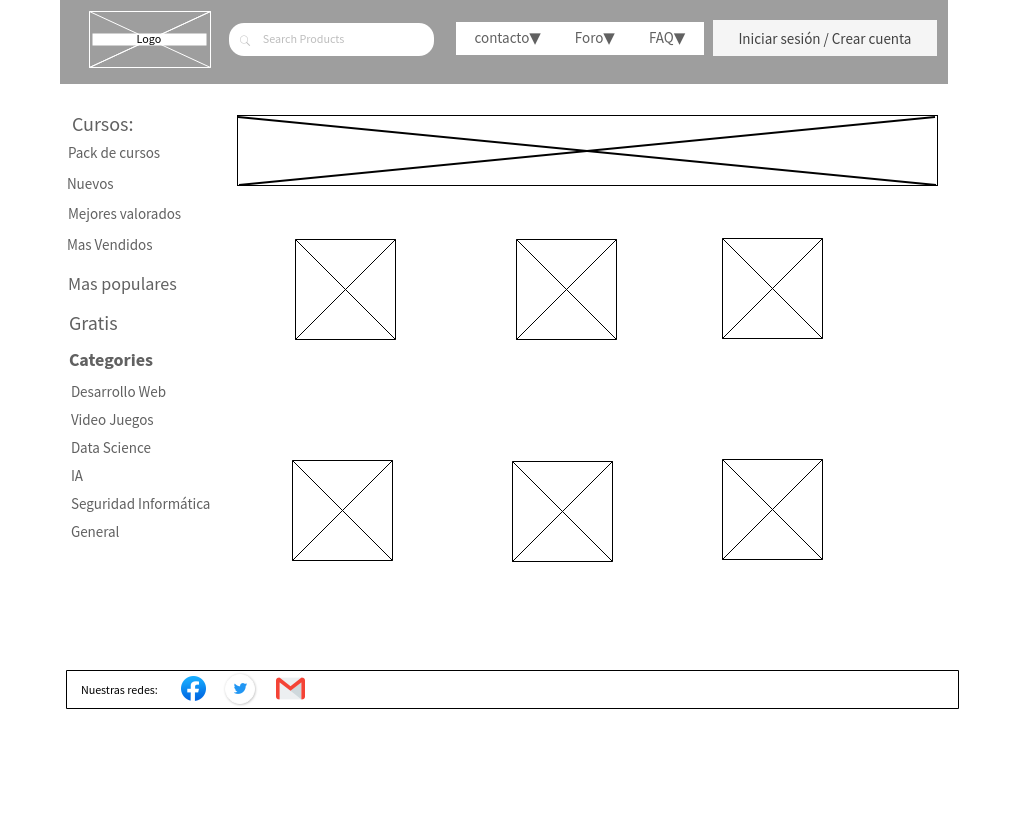 Logo
Search Products
contacto▼ Foro▼ FAQ▼
Iniciar sesión / Crear cuenta
Cursos:
Pack de cursos
Nuevos
Mejores valorados
Mas Vendidos
Mas populares
Gratis
Categories
Desarrollo Web
Video Juegos
Data Science
IA
Seguridad Informática
General
Nuestras redes: